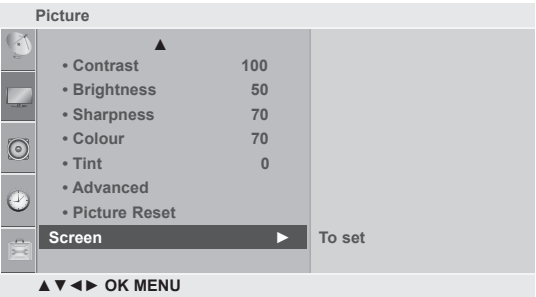 Picture
▲
• Contrast 100
• Brightness 50
• Sharpness 70
• Colour 70
• Tint 0
• Advanced
• Picture Reset
Screen ► To set
▲▼◄► OK MENU